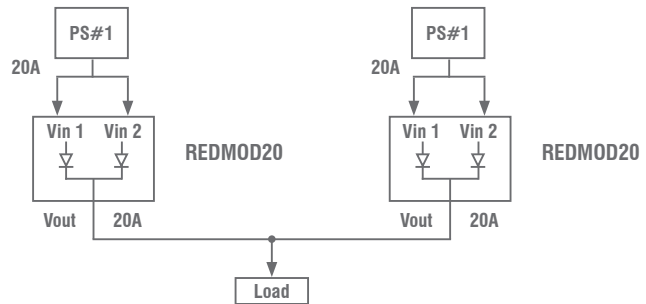 PS#1 PS#1
20A 20A
Vin 1 Vin 2 Vin 1 Vin 2
REDMOD20 REDMOD20
Vout 20A Vout 20A
Load